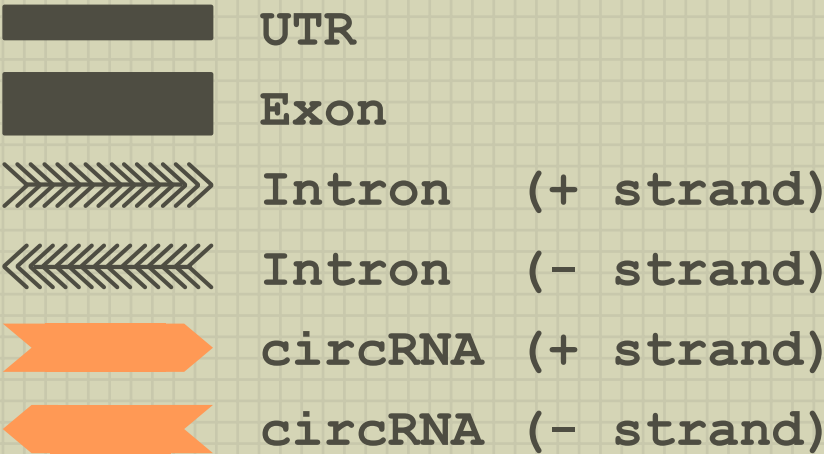 UTR
Exon
Intron (+ strand)
Intron (- strand)
circRNA (+ strand)
circRNA (- strand)